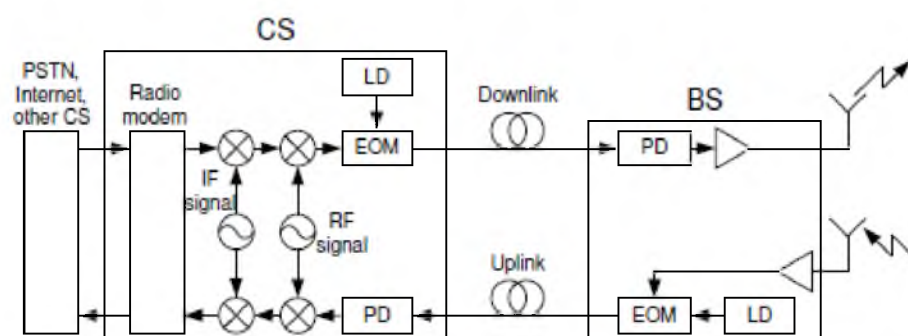 CS
PSTN,
Internet,
other CS
Radio
modem
LD
EOM
Downlink
BS
PD
IF
signal
RF
signal
Uplink
PD
EOM
LD